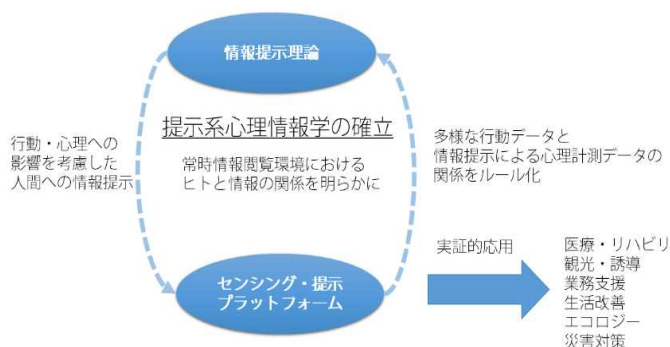 情報提示理論
行動・心理への
影響を考慮した
人間への情報提示
提示系心理情報学の確立
常時情報閲覧環境における
ヒトと情報の関係を明らかに
多様な行動データと
情報提示による心理計測データの
関係をルール化
センシング・提示
プラットフォーム
実証的応用
医療・リハビリ
観光・誘導
業務支援
生活改善
エコロジー
災害対策